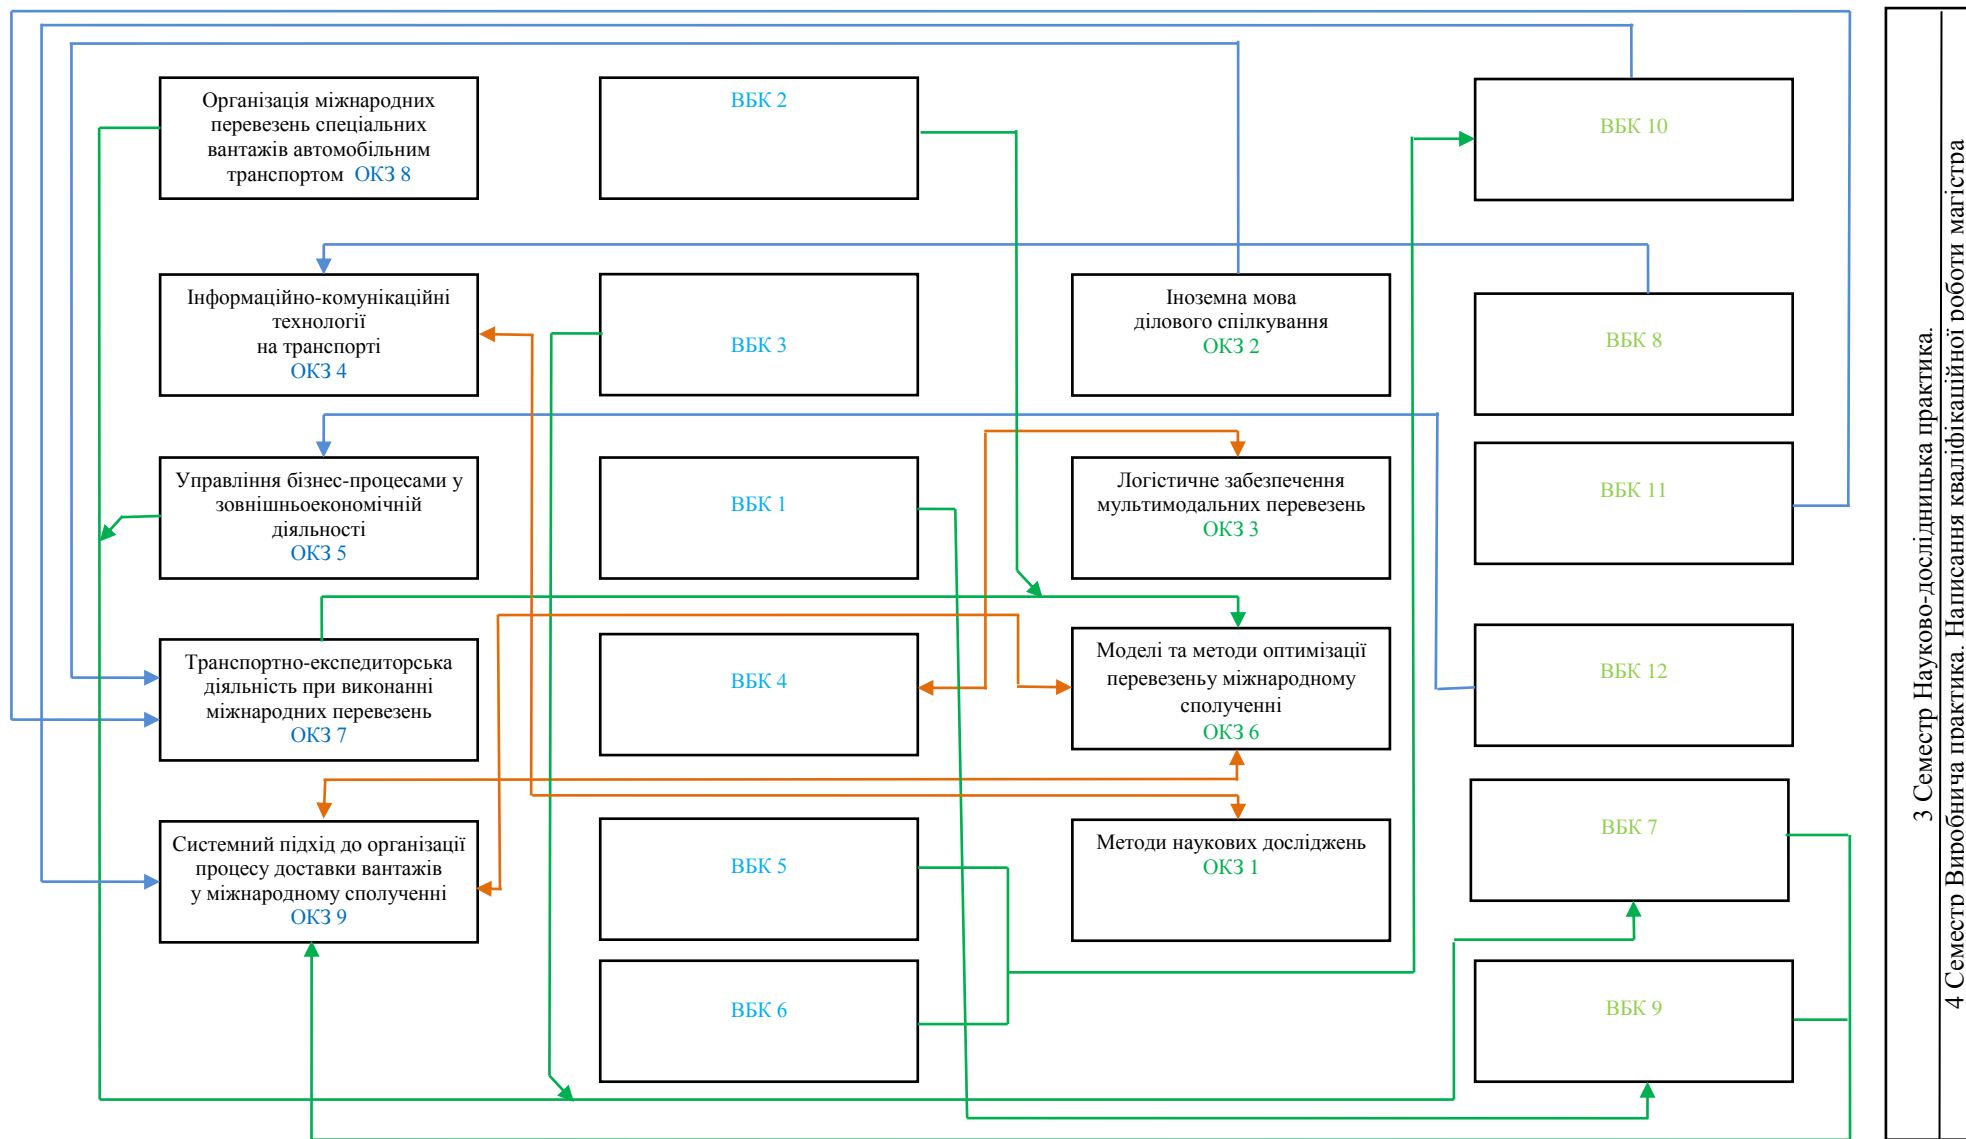 Організація міжнародних
перевезень спеціальних
вантажів автомобільним
транспортом ОКЗ 8
ВБК 2
ВБК 10
Інформаційно-комунікаційні
технології
на транспорті
ОКЗ 4
ВБК 3
Іноземна мова
ділового спілкування
ОКЗ 2
ВБК 8
Управління бізнес-процесами у
зовнішньоекономічній
діяльності
ОКЗ 5
ВБК 1
Логістичне забезпечення
мультимодальних перевезень
ОКЗ 3
ВБК 11
Транспортно-експедиторська
діяльність при виконанні
міжнародних перевезень
ОКЗ 7
ВБК 4
Моделі та методи оптимізації
перевезеньу міжнародному
сполученні
ОКЗ 6
ВБК 12
Системний підхід до організації
процесу доставки вантажів
у міжнародному сполученні
ОКЗ 9
ВБК 5
Методи наукових досліджень
ОКЗ 1
ВБК 7
ВБК 6
ВБК 9
3 Семестр Науково-дослідницька практика.
4 Семестр Виробнича практика. Написання кваліфікаційної роботи магістра